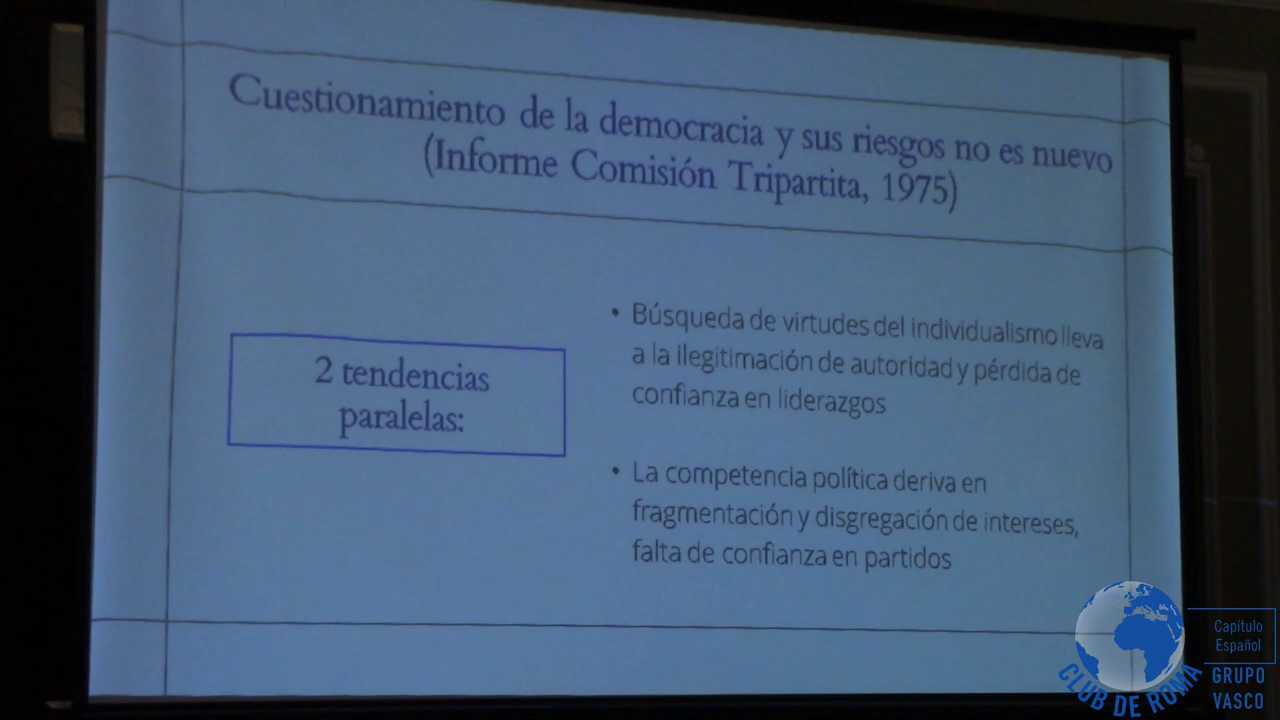 Cuestionamiento de la democracia y sus riesgos no es nuevo
(Informe Comisión Tripartita, 1975)
2 tendencias
paralelas:
• Búsqueda de virtudes del individualismo lleva
a la ilegitimación de autoridad y pérdida de
confianza en liderazgos
• La competencia política deriva en
fragmentación y disgregación de intereses,
falta de confianza en partidos
CLUB DE ROMA
Capítulo
Español
GRUPO
VASCO